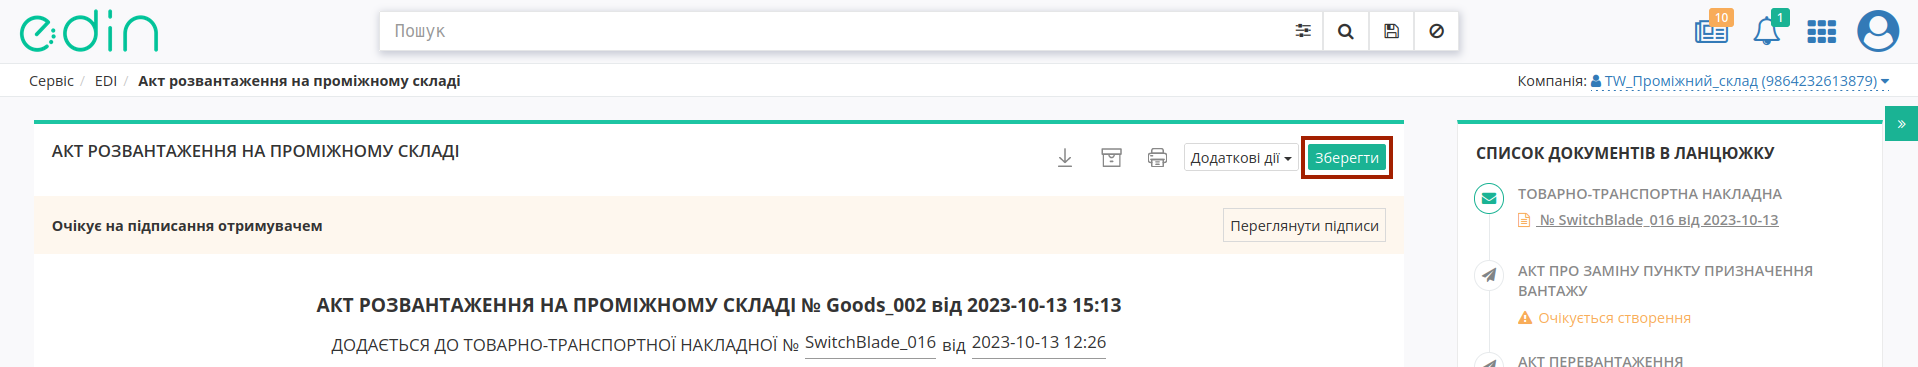 edin
Пошук
10
1
Сервіс / EDI / Акт розвантаження на проміжному складі
Компанія: TW_Проміжний_склад (9864232613879)
»
АКТ РОЗВАНТАЖЕННЯ НА ПРОМІЖНОМУ СКЛАДІ
Додаткові дії
Зберегти
Очікує на підписання отримувачем
Переглянути підписи
АКТ РОЗВАНТАЖЕННЯ НА ПРОМІЖНОМУ СКЛАДІ № Goods_002 від 2023-10-13 15:13
ДОДАЄТЬСЯ ДО ТОВАРНО-ТРАНСПОРТНОЇ НАКЛАДНОЇ № SwitchBlade_016 від 2023-10-13 12:26
СПИСОК ДОКУМЕНТІВ В ЛАНЦЮЖКУ
ТОВАРНО-ТРАНСПОРТНА НАКЛАДНА
№ SwitchBlade_016 від 2023-10-13
АКТ ПРО ЗАМІНУ ПУНКТУ ПРИЗНАЧЕННЯ
ВАНТАЖУ
Очікується створення
АКТ ПЕРЕВАНТАЖЕННЯ